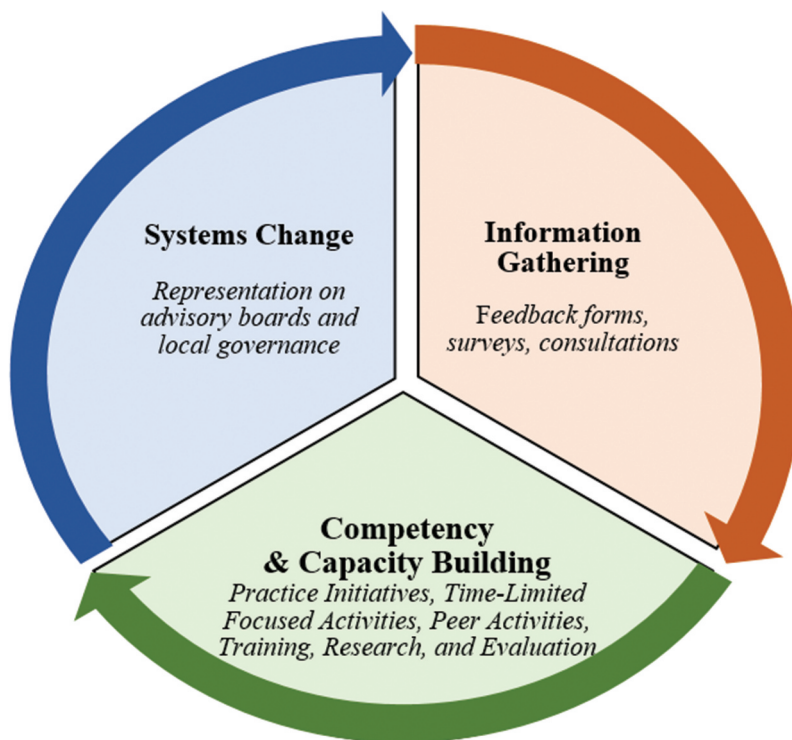 Systems Change
Representation on
advisory boards and
local governance
Information
Gathering
Feedback forms,
surveys, consultations
Competency
& Capacity Building
Practice Initiatives, Time-Limited
Focused Activities, Peer Activities,
Training, Research, and Evaluation